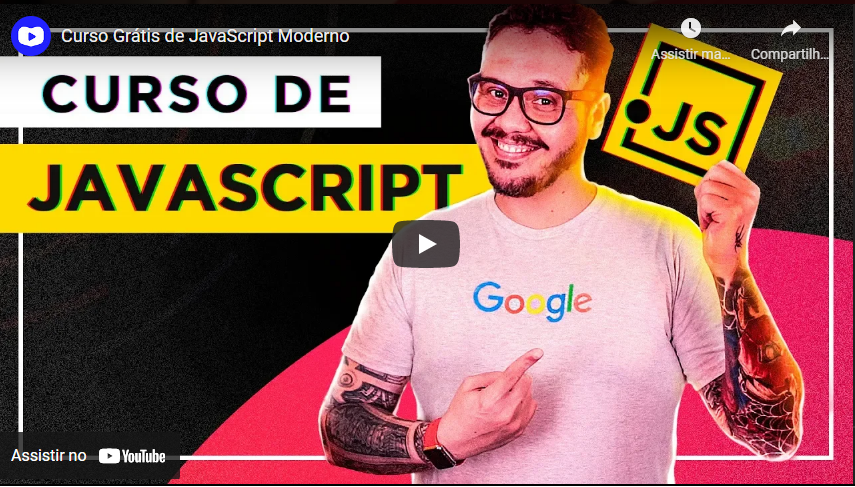 Curso Grátis de JavaScript Moderno
Assistir ma...
Compartilh...
CURSO DE
JAVASCRIPT
.JS
Google
Assistir no YouTube